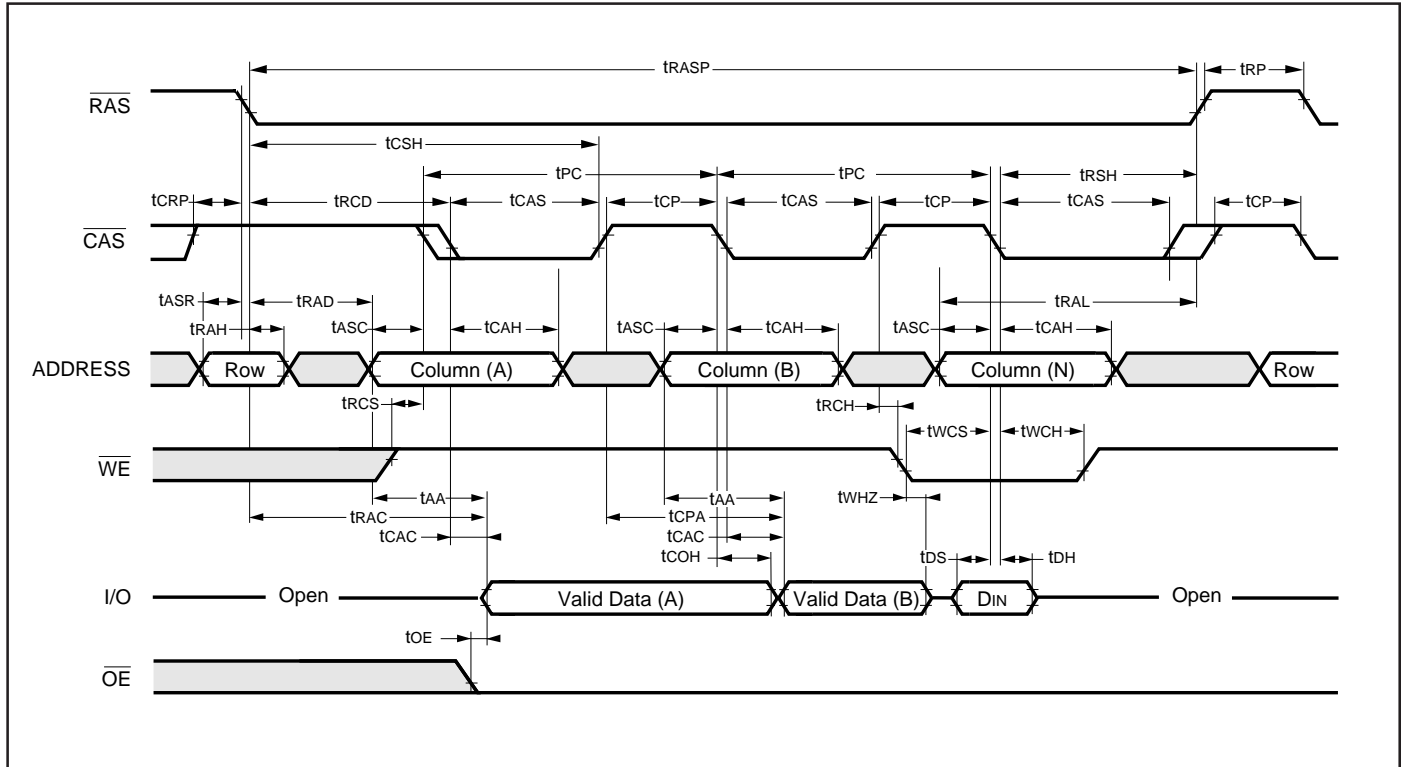 tRASP tRP
RAS
tCSH
tPC tPC tRSH
tCRP tRCD tCAS tCP tCAS tCP tCAS tCP
CAS
tASR tRAD tRAL
tRAH tASC tCAH tASC tCAH tASC tCAH
ADDRESS Row Column (A) Column (B) Column (N) Row
tRCS tRCH
tWCS tWCH
WE
tAA tAA tWHZ
tRAC tCPA
tCAC tCAC
tCOH tDS tDH
I/O Open Valid Data (A) Valid Data (B) DIN Open
tOE
OE